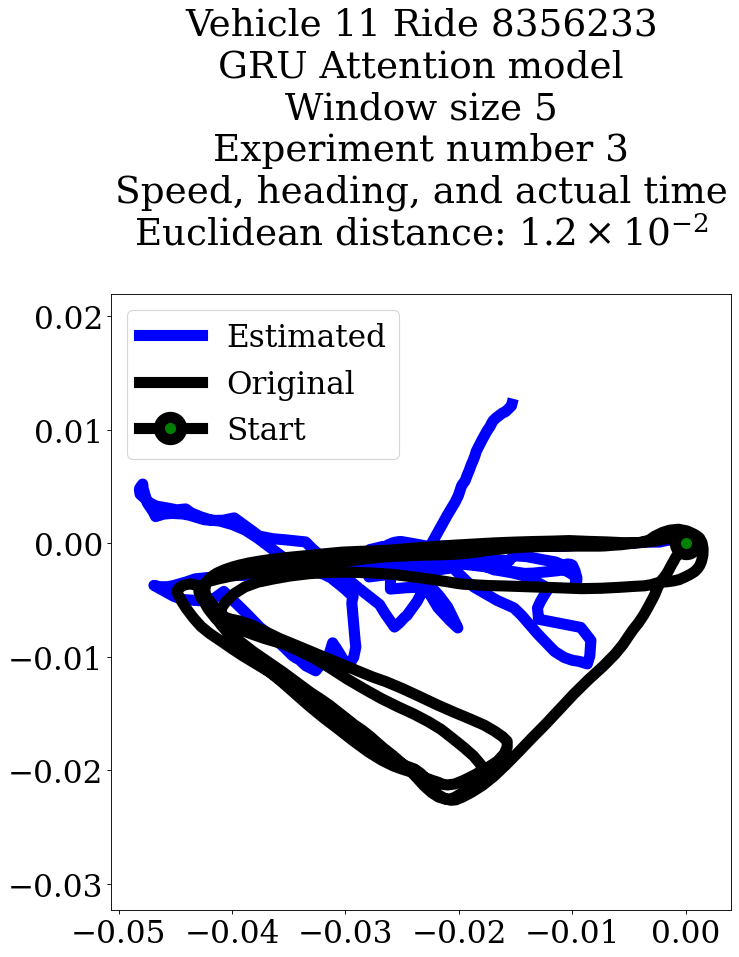 Vehicle 11 Ride 8356233
GRU Attention model
Window size 5
Experiment number 3
Speed, heading, and actual time
Euclidean distance: 1.2 × 10⁻²
Estimated
Original
Start
0.02
0.01
0.00
−0.01
−0.02
−0.03
−0.05 −0.04 −0.03 −0.02 −0.01 0.00